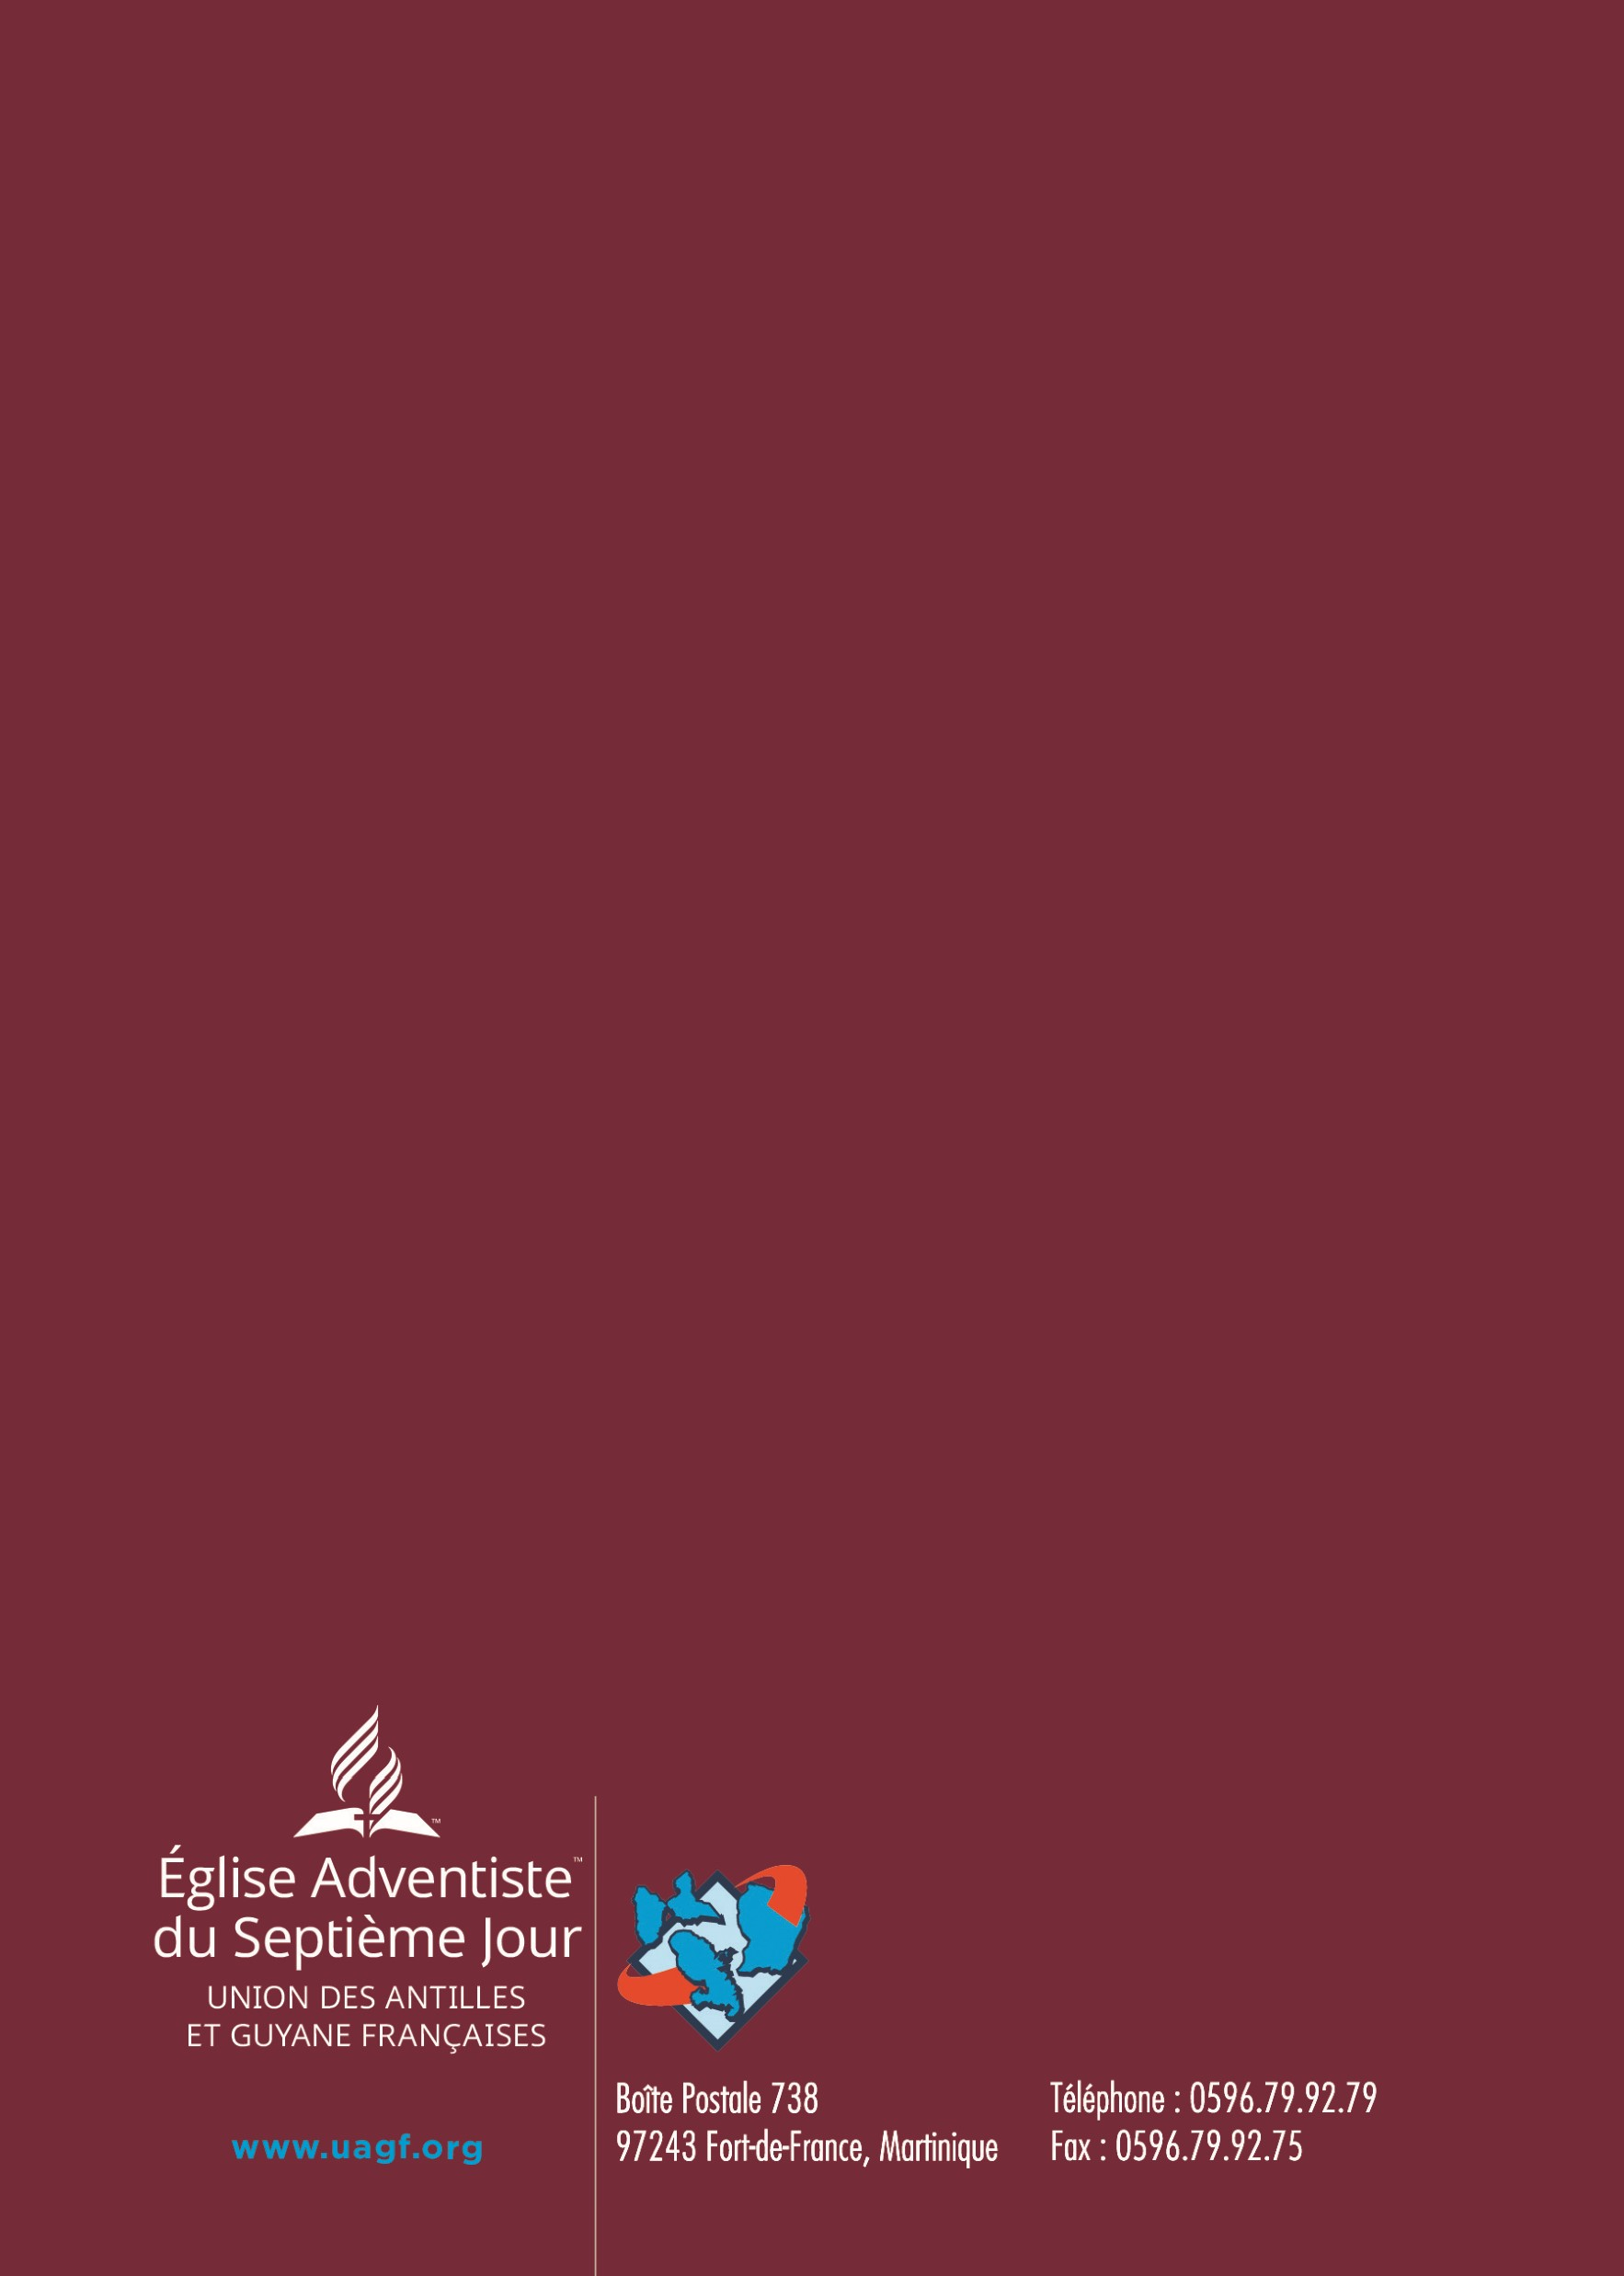 Église Adventiste™
du Septième Jour
UNION DES ANTILLES
ET GUYANE FRANÇAISES
www.uagf.org
Boîte Postale 738
97243 Fort-de-France, Martinique
Téléphone : 0596.79.92.79
Fax : 0596.79.92.75